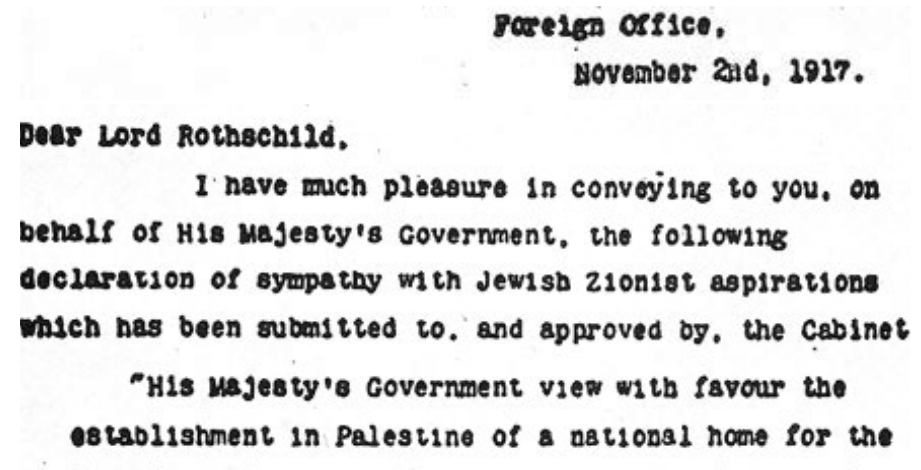 Foreign Office,
November 2nd, 1917.
Dear Lord Rothschild,
I have much pleasure in conveying to you, on
behalf of His Majesty's Government, the following
declaration of sympathy with Jewish Zionist aspirations
which has been submitted to, and approved by, the Cabinet
"His Majesty's Government view with favour the
establishment in Palestine of a national home for the